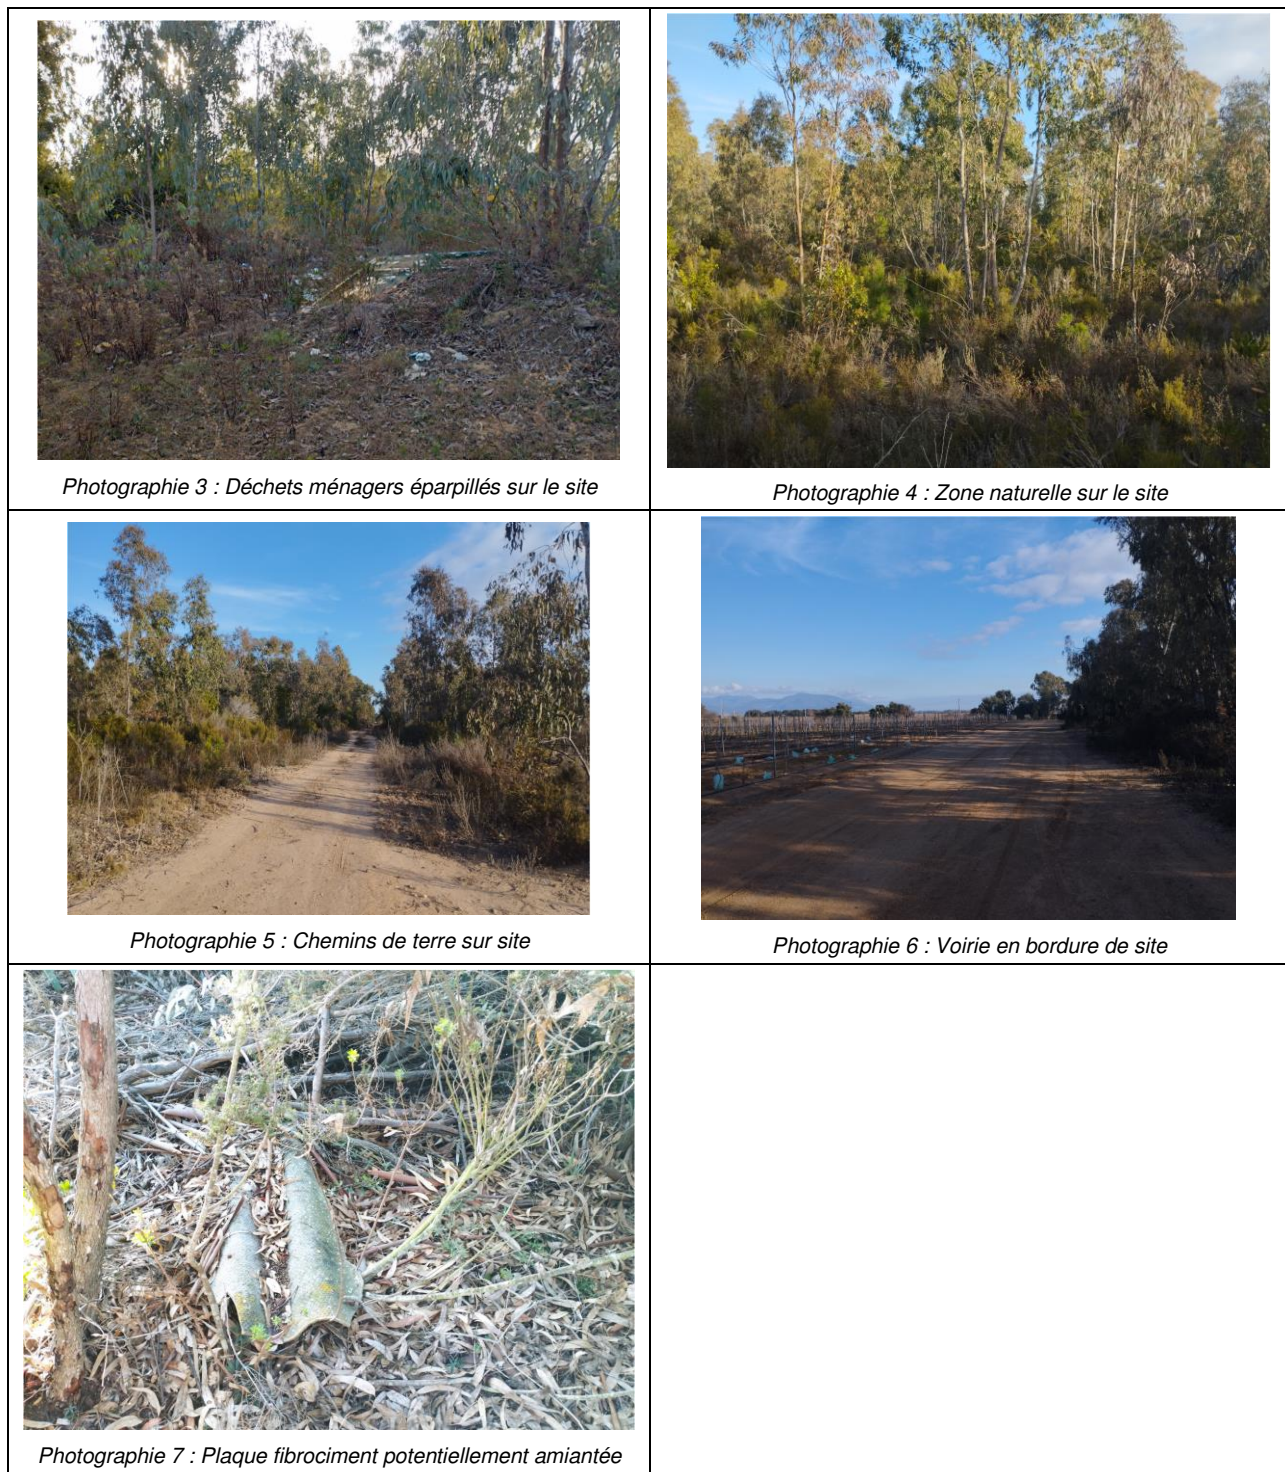 Photographie 3 : Déchets ménagers éparpillés sur le site
Photographie 4 : Zone naturelle sur le site
Photographie 5 : Chemins de terre sur site
Photographie 6 : Voirie en bordure de site
Photographie 7 : Plaque fibrociment potentiellement amiantée